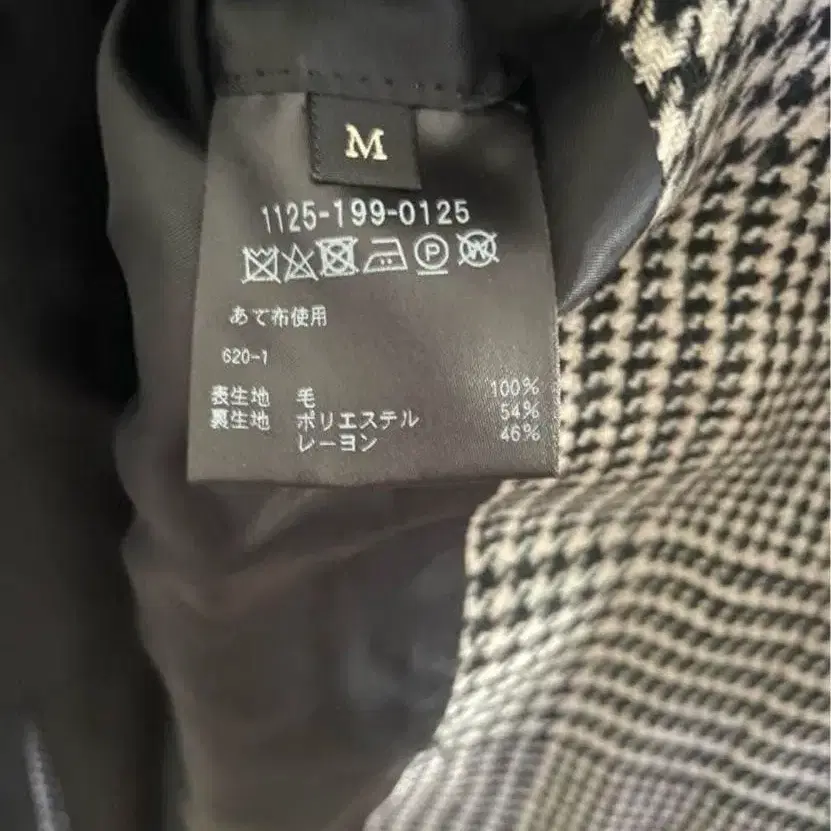 M
1125-199-0125
P W
あて布使用
620-1
表生地 毛 100%
裏生地 ポリエステル 54%
レーヨン 46%